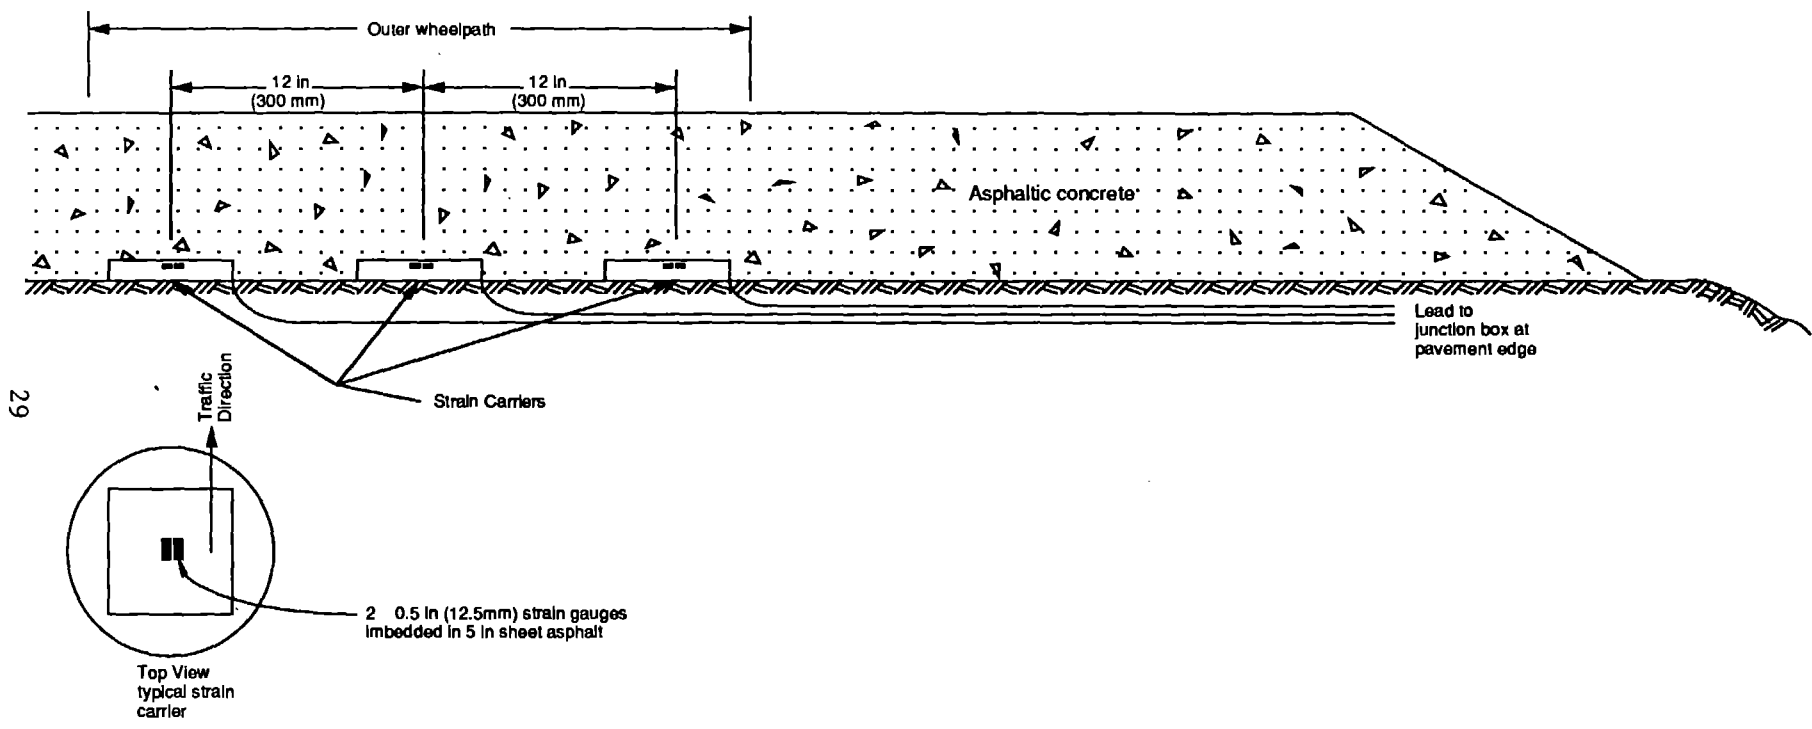 Outer wheelpath
12 in
(300 mm)
12 in
(300 mm)
Asphaltic concrete
Lead to
junction box at
pavement edge
Strain Carriers
Traffic
Direction
29
2 0.5 in (12.5mm) strain gauges
imbedded in 5 in sheet asphalt
Top View
typical strain
carrier